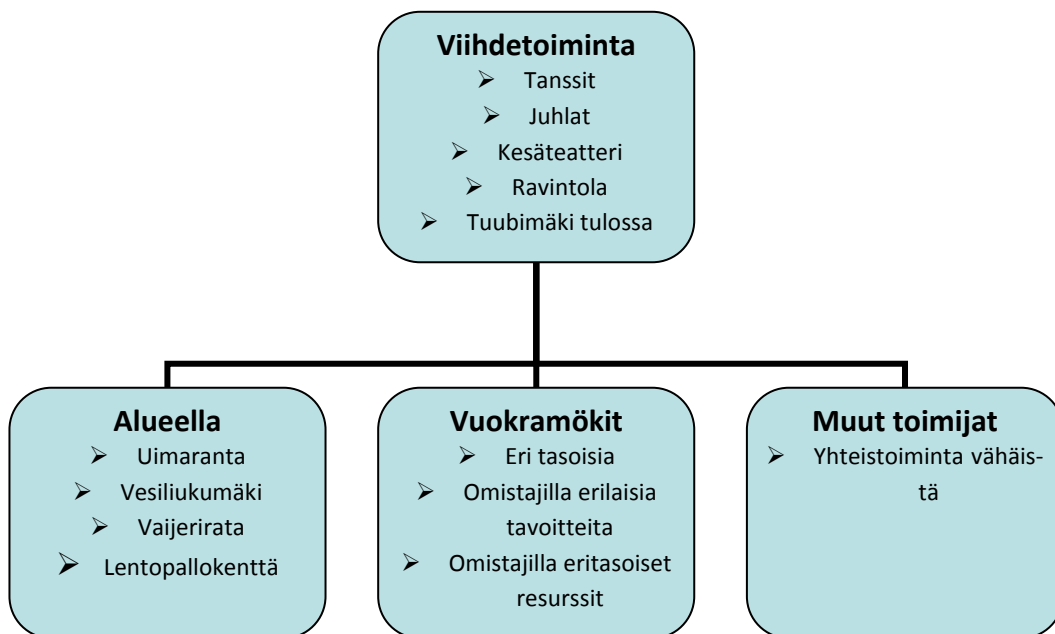 Viihdetoiminta
➢ Tanssit
➢ Juhlat
➢ Kesäteatteri
➢ Ravintola
➢ Tuubimäki tulossa
Alueella
➢ Uimaranta
➢ Vesiliukumäki
➢ Vaijerirata
➢ Lentopallokenttä
Vuokramökit
➢ Eri tasoisia
➢ Omistajilla erilaisia
tavoitteita
➢ Omistajilla eritasoiset
resurssit
Muut toimijat
➢ Yhteistoiminta vähäis-
tä